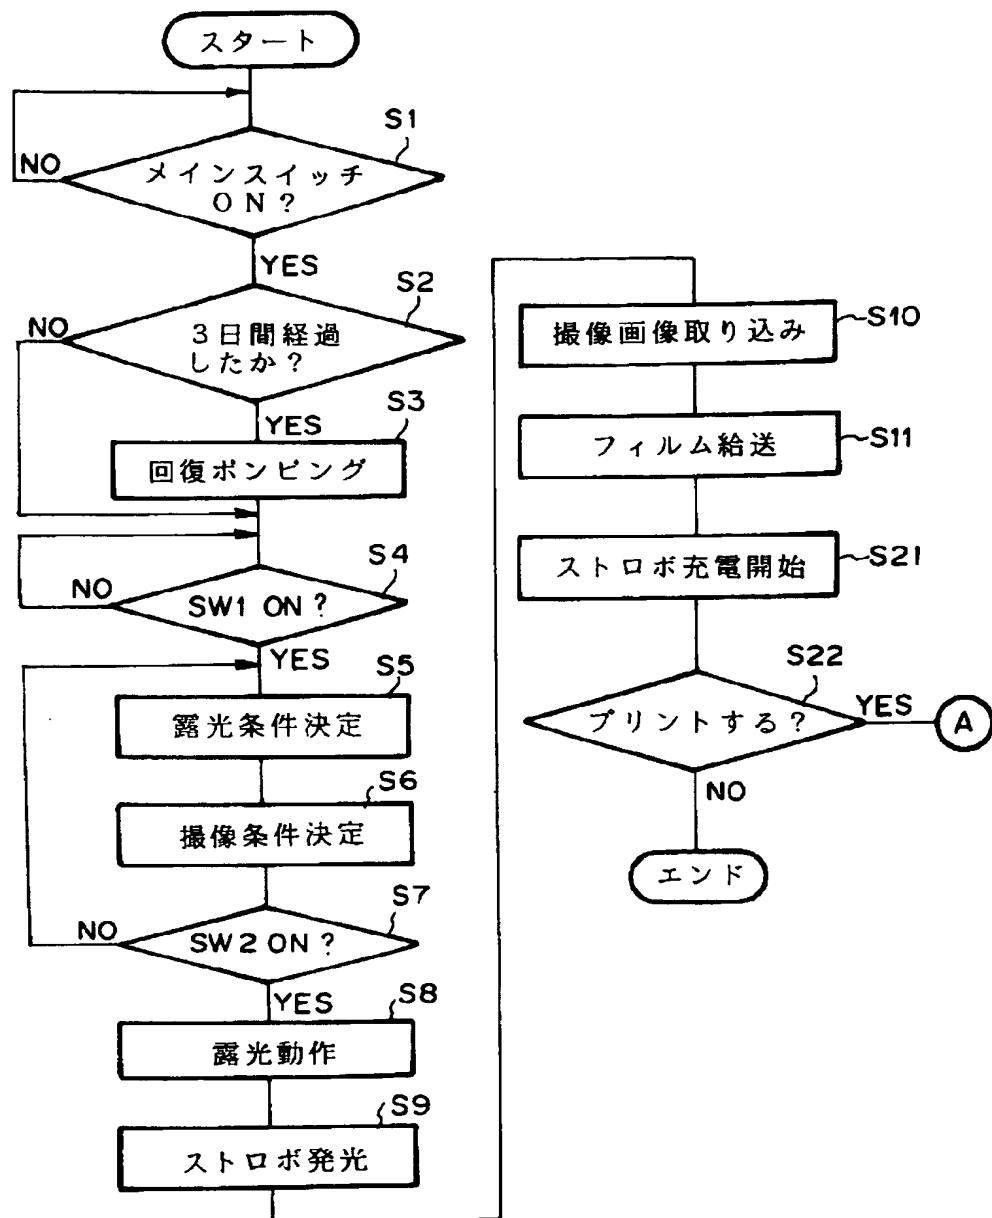 スタート
S1
NO
メインスイッチ
ON?
YES
S2
NO
3日間経過
したか?
S3
YES
回復ポンピング
S4
NO
SW1 ON?
YES
S5
露光条件決定
S6
撮像条件決定
S7
NO
SW2 ON?
YES
S8
露光動作
S9
ストロボ発光
撮像画像取り込み
S10
フィルム給送
S11
ストロボ充電開始
S21
S22
プリントする?
YES
A
NO
エンド